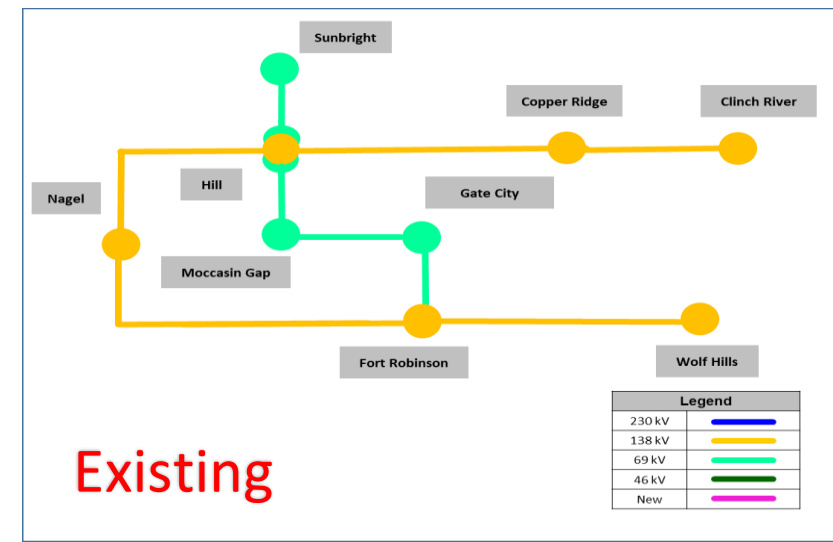 Sunbright
Copper Ridge
Clinch River
Hill
Gate City
Nagel
Moccasin Gap
Fort Robinson
Wolf Hills
Legend
230 kV
138 kV
69 kV
46 kV
New
Existing